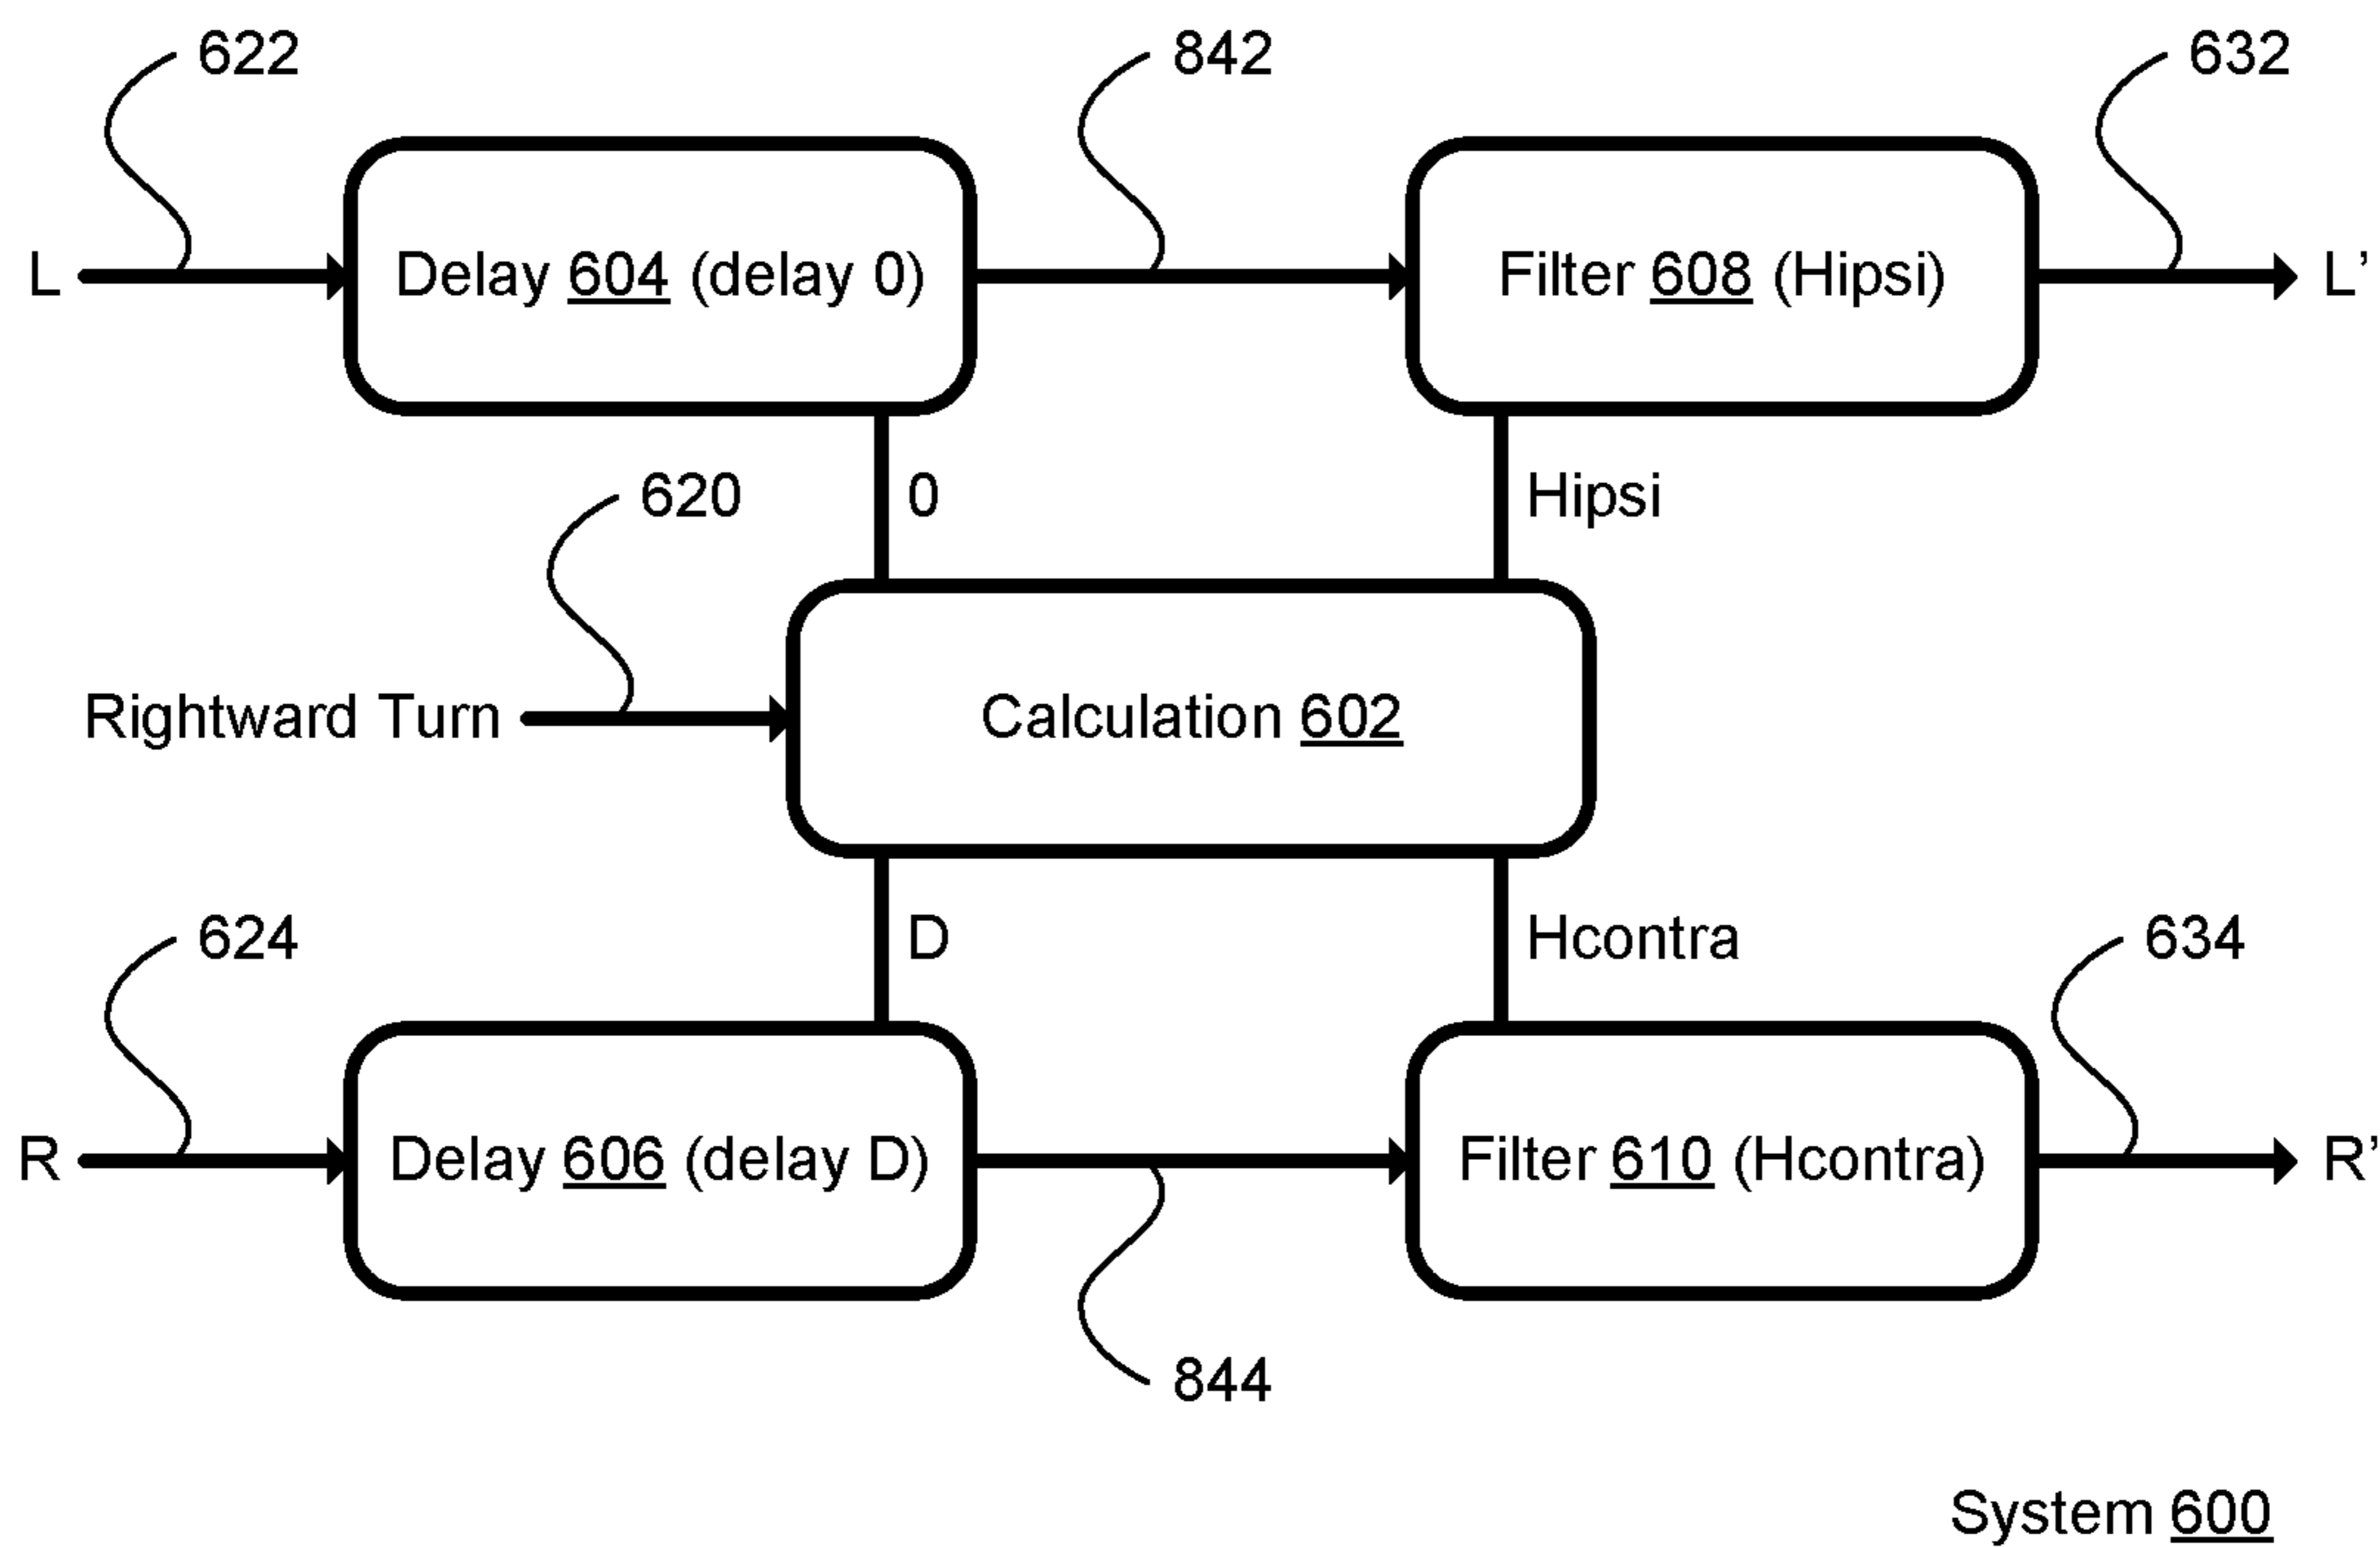 622
842
632
L
Delay 604 (delay 0)
Filter 608 (Hipsi)
L’
620
0
Hipsi
Rightward Turn
Calculation 602
624
D
Hcontra
634
R
Delay 606 (delay D)
Filter 610 (Hcontra)
R’
844
System 600